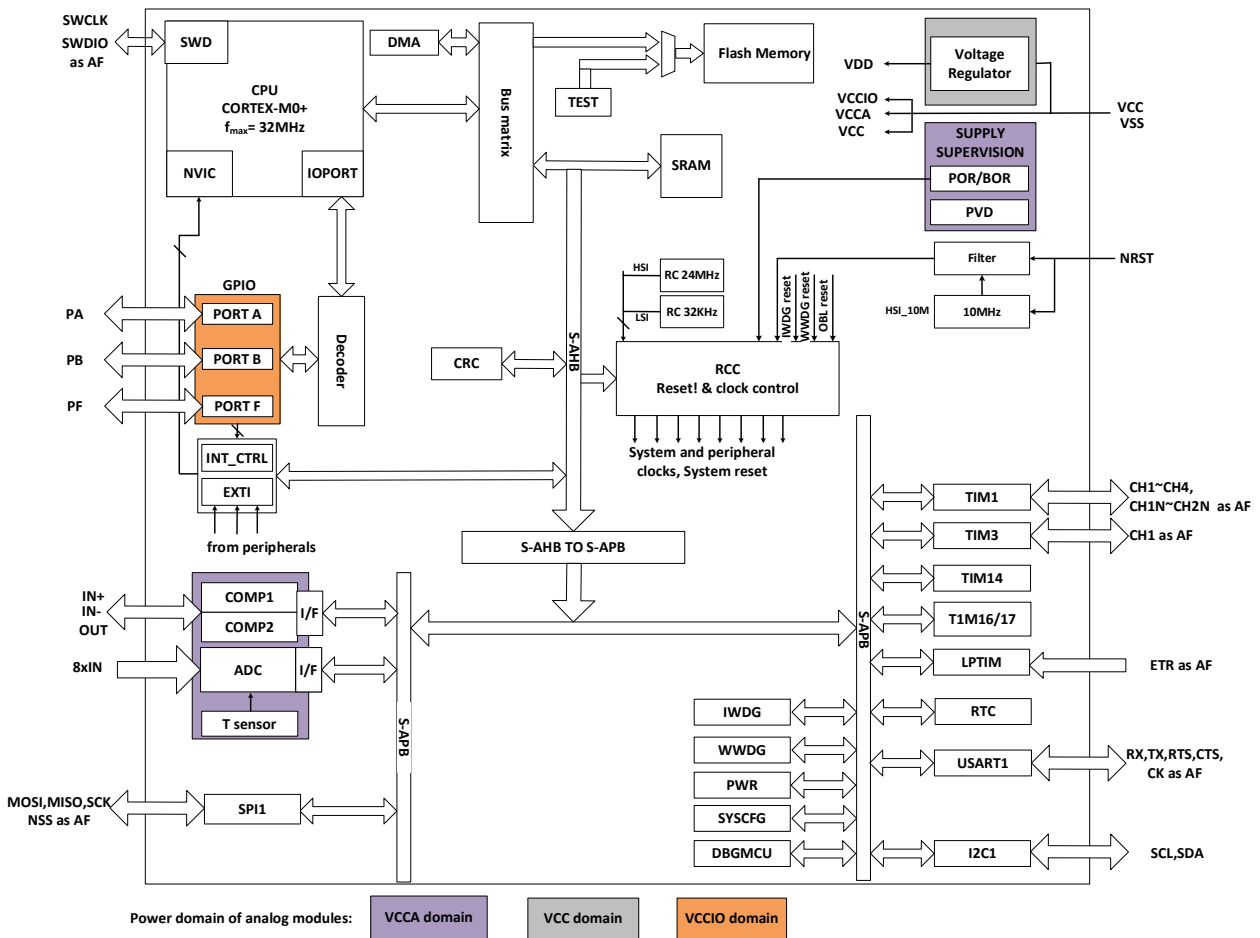 SWCLK
SWDIO
as AF
SWD
CPU
CORTEX-M0+
fmax= 32MHz
NVIC
IOPORT
DMA
Bus matrix
TEST
Flash Memory
SRAM
Voltage
Regulator
VDD
VCCIO
VCCA
VCC
VCC
VSS
SUPPLY
SUPERVISION
POR/BOR
PVD
Filter
NRST
HSI_10M
10MHz
HSI
RC 24MHz
LSI
RC 32KHz
IWDG reset
WWDG reset
OBL reset
RCC
Reset! & clock control
System and peripheral
clocks, System reset
GPIO
PA
PORT A
PB
PORT B
PF
PORT F
Decoder
INT_CTRL
EXTI
from peripherals
CRC
S-AHB
S-AHB TO S-APB
IN+
IN-
OUT
COMP1
COMP2
I/F
8xIN
ADC
I/F
T sensor
S-APB
MOSI,MISO,SCK
NSS as AF
SPI1
S-APB
TIM1
CH1~CH4,
CH1N~CH2N as AF
TIM3
CH1 as AF
TIM14
T1M16/17
LPTIM
ETR as AF
IWDG
RTC
WWDG
USART1
RX,TX,RTS,CTS,
CK as AF
PWR
SYSCFG
DBGMCU
I2C1
SCL,SDA
Power domain of analog modules:
VCCA domain
VCC domain
VCCIO domain